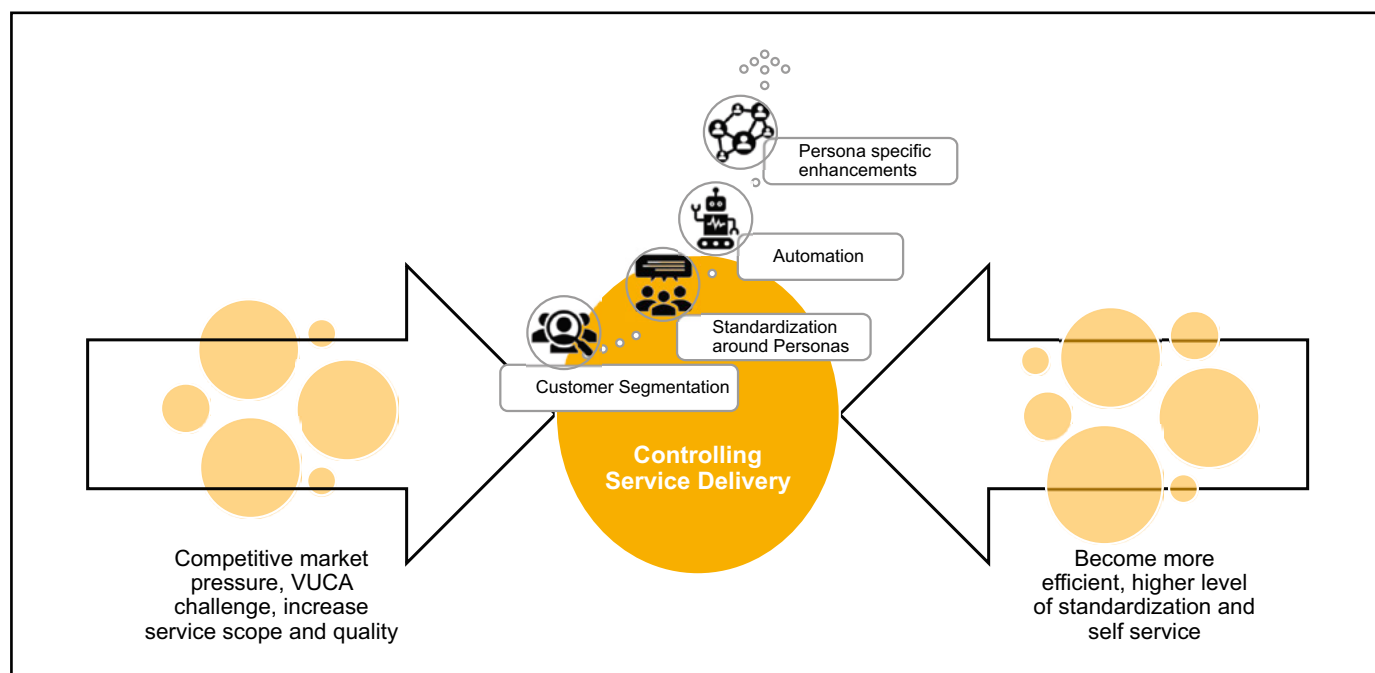 Persona specific
enhancements
Automation
Standardization
around Personas
Customer Segmentation
Controlling
Service Delivery
Competitive market
pressure, VUCA
challenge, increase
service scope and quality
Become more
efficient, higher level
of standardization and
self service